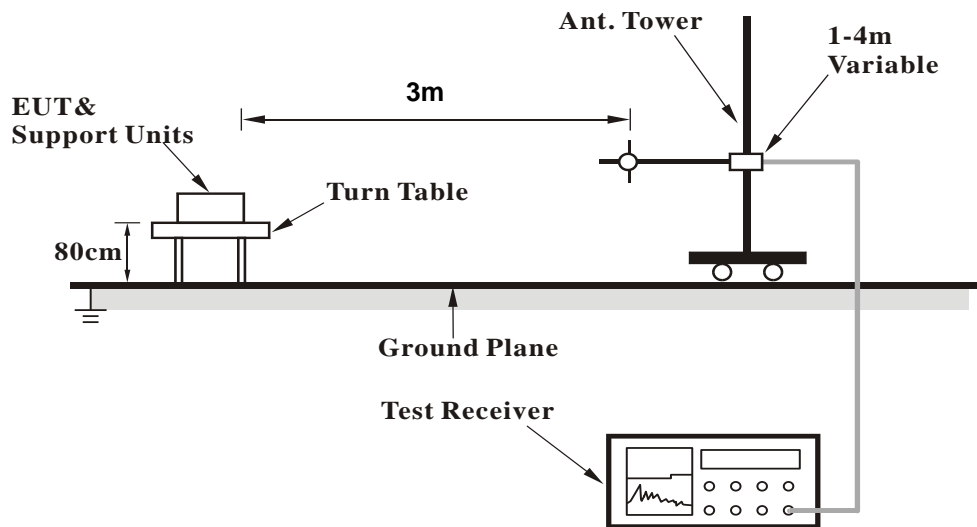 Ant. Tower
1-4m
Variable
3m
EUT&
Support Units
Turn Table
80cm
Ground Plane
Test Receiver